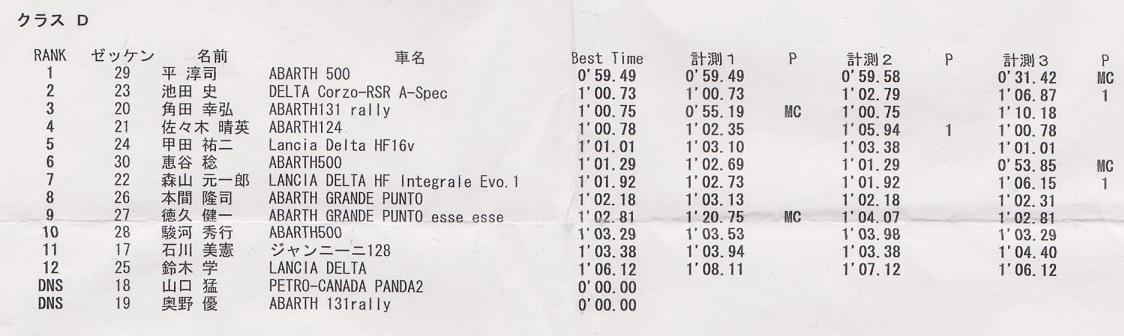 クラス D
RANK ゼッケン 名前 車名 Best Time 計測1 P 計測2 P 計測3 P
1 29 平 淳司 ABARTH 500 0'59.49 0'59.49 0'59.58 0'31.42 MC
2 23 池田 史 DELTA Corzo-RSR A-Spec 1'00.73 1'00.73 1'02.79 1'06.87 1
3 20 角田 幸弘 ABARTH131 rally 1'00.75 0'55.19 MC 1'00.75 1'10.18
4 21 佐々木 晴英 ABARTH124 1'00.78 1'02.35 1'05.94 1 1'00.78
5 24 甲田 祐二 Lancia Delta HF16v 1'01.01 1'03.10 1'03.38 1'01.01
6 30 恵谷 稔 ABARTH500 1'01.29 1'02.69 1'01.29 0'53.85 MC
7 22 森山 元一郎 LANCIA DELTA HF Integrale Evo.1 1'01.92 1'02.73 1'01.92 1'06.15 1
8 26 本間 隆司 ABARTH GRANDE PUNTO 1'02.18 1'03.13 1'02.18 1'02.31
9 27 徳久 健一 ABARTH GRANDE PUNTO esse esse 1'02.81 1'20.75 MC 1'04.07 1'02.81
10 28 駿河 秀行 ABARTH500 1'03.29 1'03.53 1'03.98 1'03.29
11 17 石川 美憲 ジャンニーニ128 1'03.38 1'03.94 1'03.38 1'04.40
12 25 鈴木 学 LANCIA DELTA 1'06.12 1'08.11 1'07.12 1'06.12
DNS 18 山口 猛 PETRO-CANADA PANDA2 0'00.00
DNS 19 奥野 優 ABARTH 131rally 0'00.00